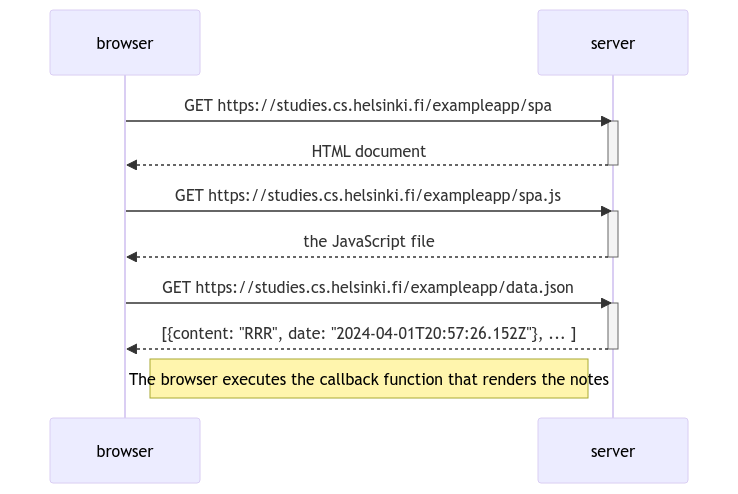 browser
server
GET https://studies.cs.helsinki.fi/exampleapp/spa
HTML document
GET https://studies.cs.helsinki.fi/exampleapp/spa.js
the JavaScript file
GET https://studies.cs.helsinki.fi/exampleapp/data.json
[{content: "RRR", date: "2024-04-01T20:57:26.152Z"}, ... ]
The browser executes the callback function that renders the notes
browser
server